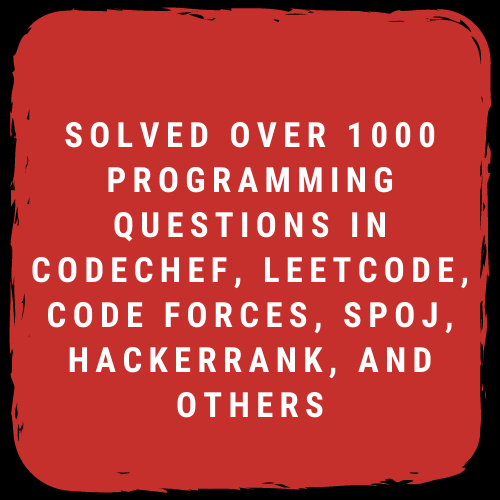 SOLVED OVER 1000
PROGRAMMING
QUESTIONS IN
CODECHEF, LEETCODE,
CODE FORCES, SPOJ,
HACKERRANK, AND
OTHERS